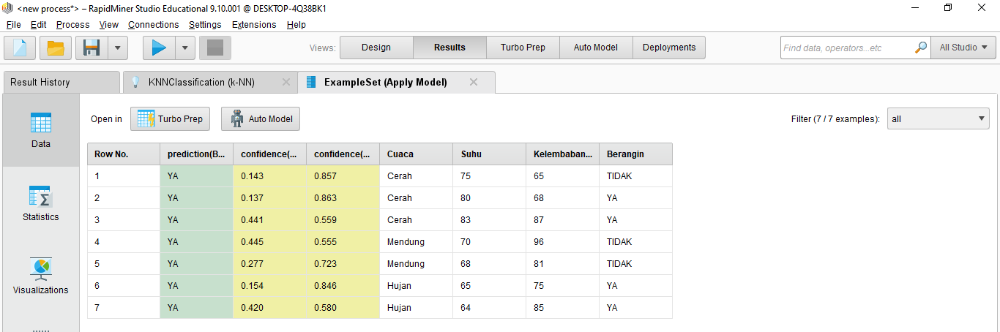 <new process*> – RapidMiner Studio Educational 9.10.001 @ DESKTOP-4Q38BK1
File Edit Process View Connections Settings Extensions Help
Views: Design Results Turbo Prep Auto Model Deployments Find data, operators...etc All Studio
Result History KNNClassification (k-NN) ExampleSet (Apply Model)
Open in Turbo Prep Auto Model Filter (7 / 7 examples): all
Data
Statistics
Visualizations
Row No. prediction(B... confidence(... confidence(... Cuaca Suhu Kelembaban... Berangin
1 YA 0.143 0.857 Cerah 75 65 TIDAK
2 YA 0.137 0.863 Cerah 80 68 YA
3 YA 0.441 0.559 Cerah 83 87 YA
4 YA 0.445 0.555 Mendung 70 96 TIDAK
5 YA 0.277 0.723 Mendung 68 81 TIDAK
6 YA 0.154 0.846 Hujan 65 75 YA
7 YA 0.420 0.580 Hujan 64 85 YA